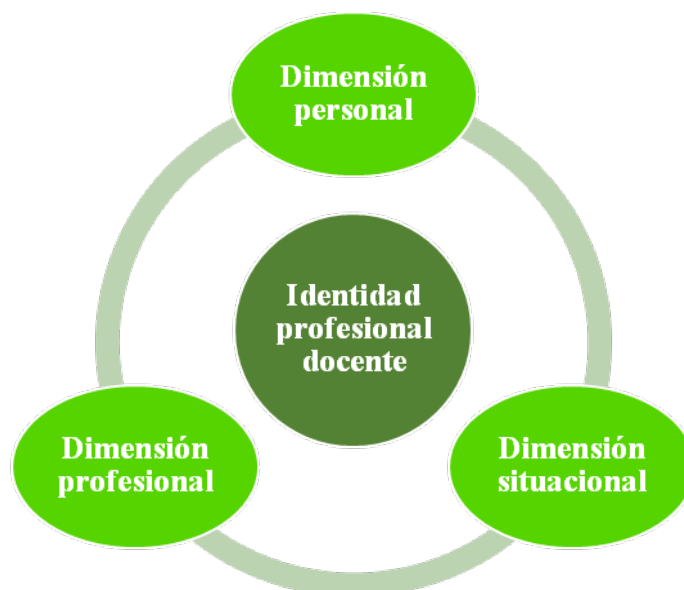 Dimensión
personal
Identidad
profesional
docente
Dimensión
profesional
Dimensión
situacional